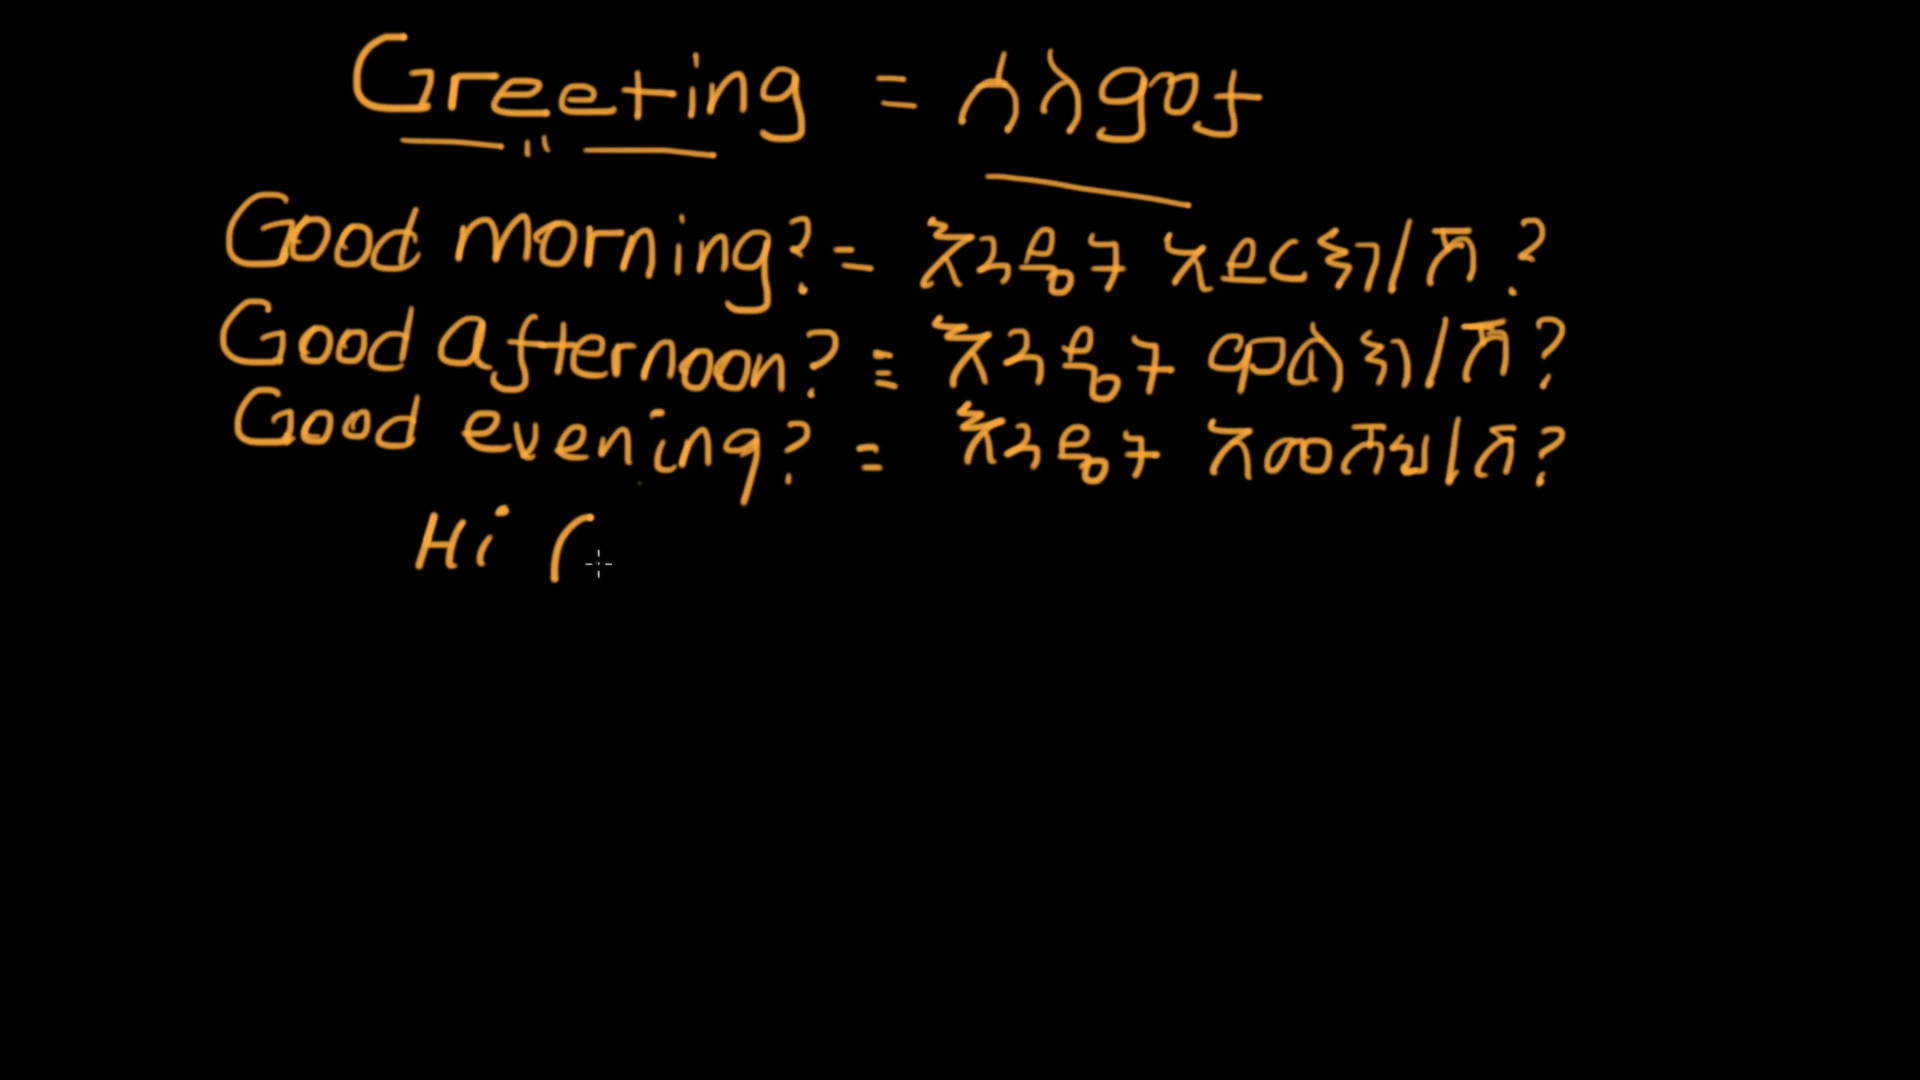 Greeting = ሰላምታ
Good morning? = እንዴት አደርክ/ሽ?
Good afternoon? = እንዴት ዋልክ/ሽ?
Good evening? = እንዴት አመሸህ/ሽ?
Hi (